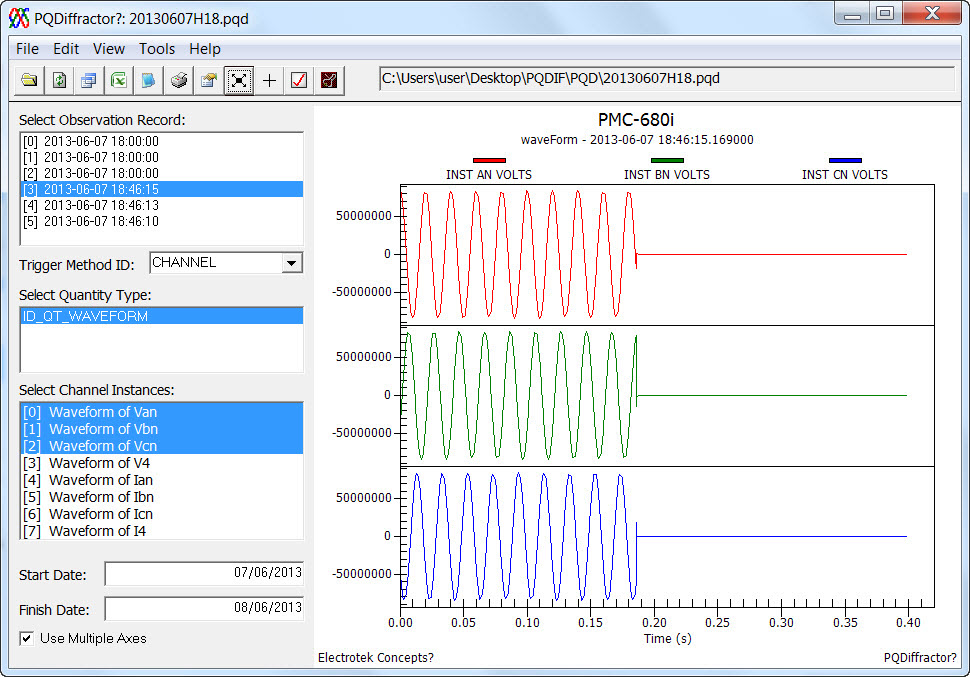 PQDiffractor?: 20130607H18.pqd
File Edit View Tools Help
C:\Users\user\Desktop\PQDIF\PQD\20130607H18.pqd
Select Observation Record:
[0] 2013-06-07 18:00:00
[1] 2013-06-07 18:00:00
[2] 2013-06-07 18:00:00
[3] 2013-06-07 18:46:15
[4] 2013-06-07 18:46:13
[5] 2013-06-07 18:46:10
Trigger Method ID: CHANNEL
Select Quantity Type:
ID_QT_WAVEFORM
Select Channel Instances:
[0] Waveform of Van
[1] Waveform of Vbn
[2] Waveform of Vcn
[3] Waveform of V4
[4] Waveform of Ian
[5] Waveform of Ibn
[6] Waveform of Icn
[7] Waveform of I4
Start Date: 07/06/2013
Finish Date: 08/06/2013
Use Multiple Axes
PMC-680i
waveForm - 2013-06-07 18:46:15.169000
INST AN VOLTS INST BN VOLTS INST CN VOLTS
50000000
0
-50000000
50000000
0
-50000000
50000000
0
-50000000
0.00 0.05 0.10 0.15 0.20 0.25 0.30 0.35 0.40
Time (s)
Electrotek Concepts? PQDiffractor?